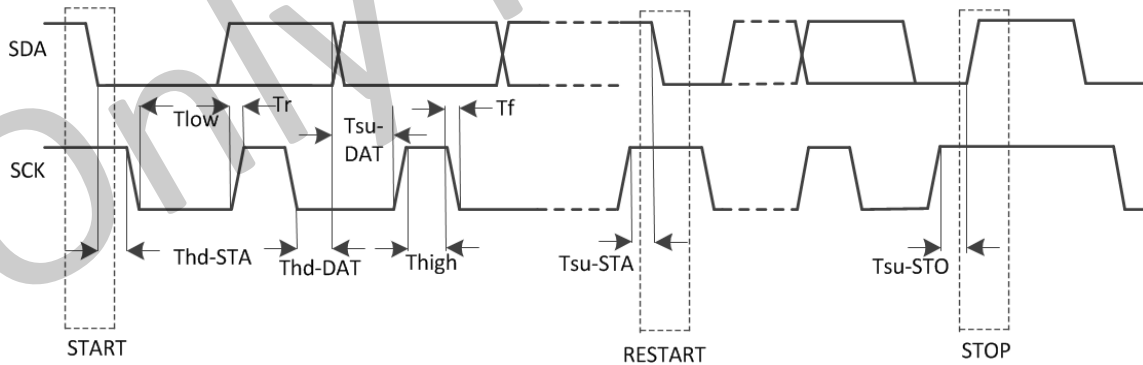 SDA
Tlow
Tr
Tsu-
DAT
Tf
SCK
Thd-STA
Thd-DAT
Thigh
Tsu-STA
Tsu-STO
START
RESTART
STOP
Only